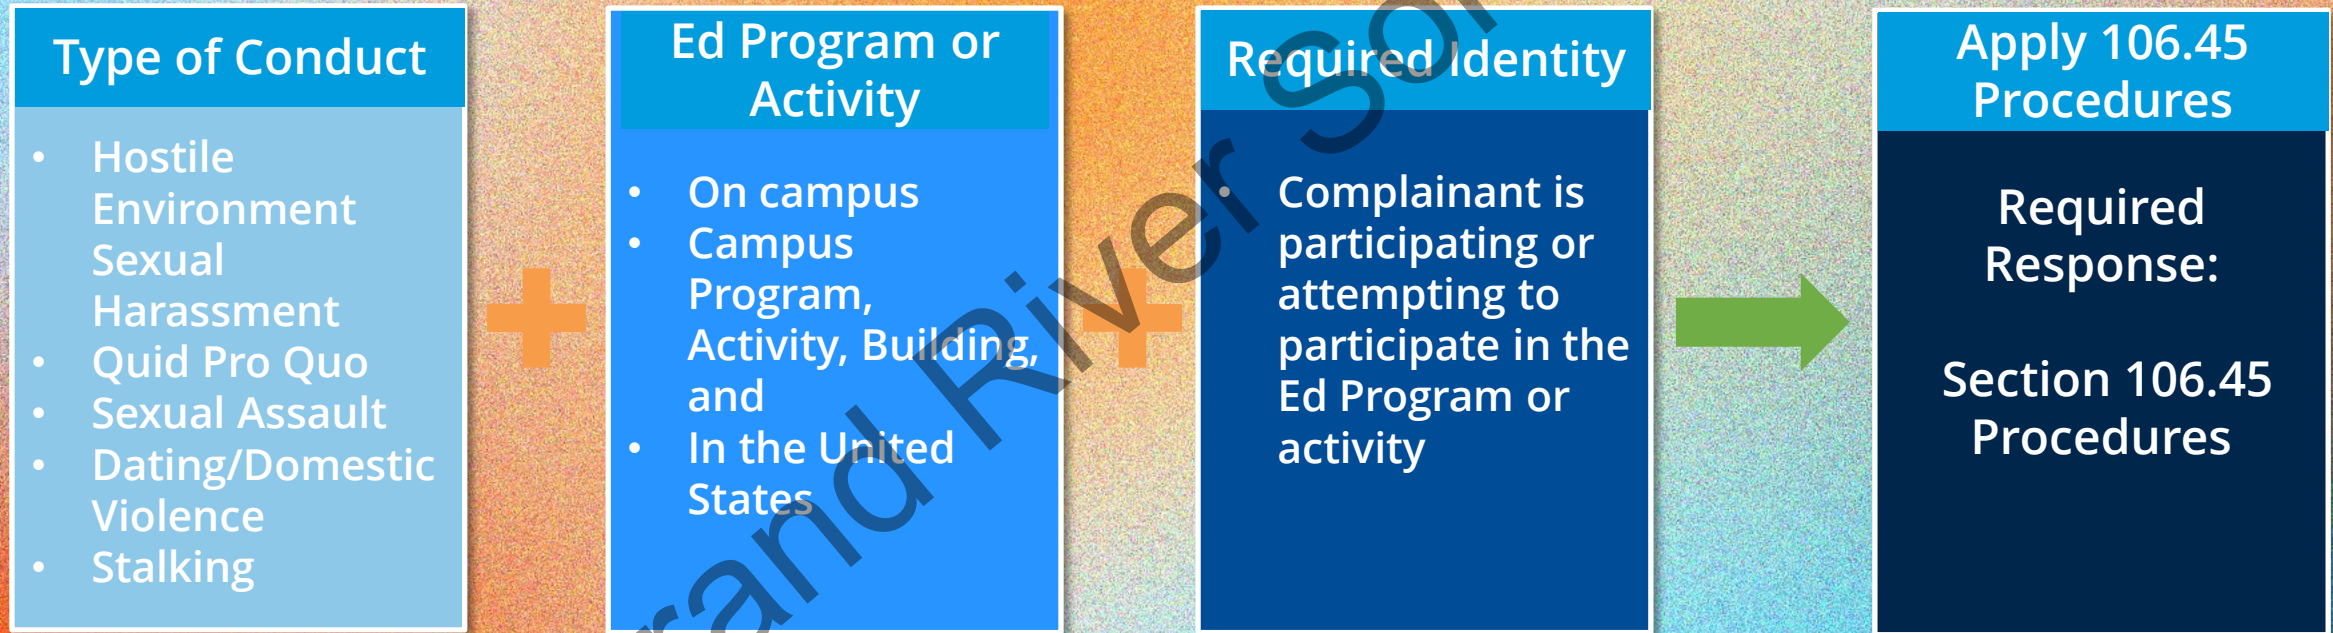 Type of Conduct
• Hostile
Environment
Sexual
Harassment
• Quid Pro Quo
• Sexual Assault
• Dating/Domestic
Violence
• Stalking
Ed Program or
Activity
• On campus
• Campus
Program,
Activity, Building,
and
• In the United
States
Required Identity
• Complainant is
participating or
attempting to
participate in the
Ed Program or
activity
Apply 106.45
Procedures
Required
Response:
Section 106.45
Procedures
River